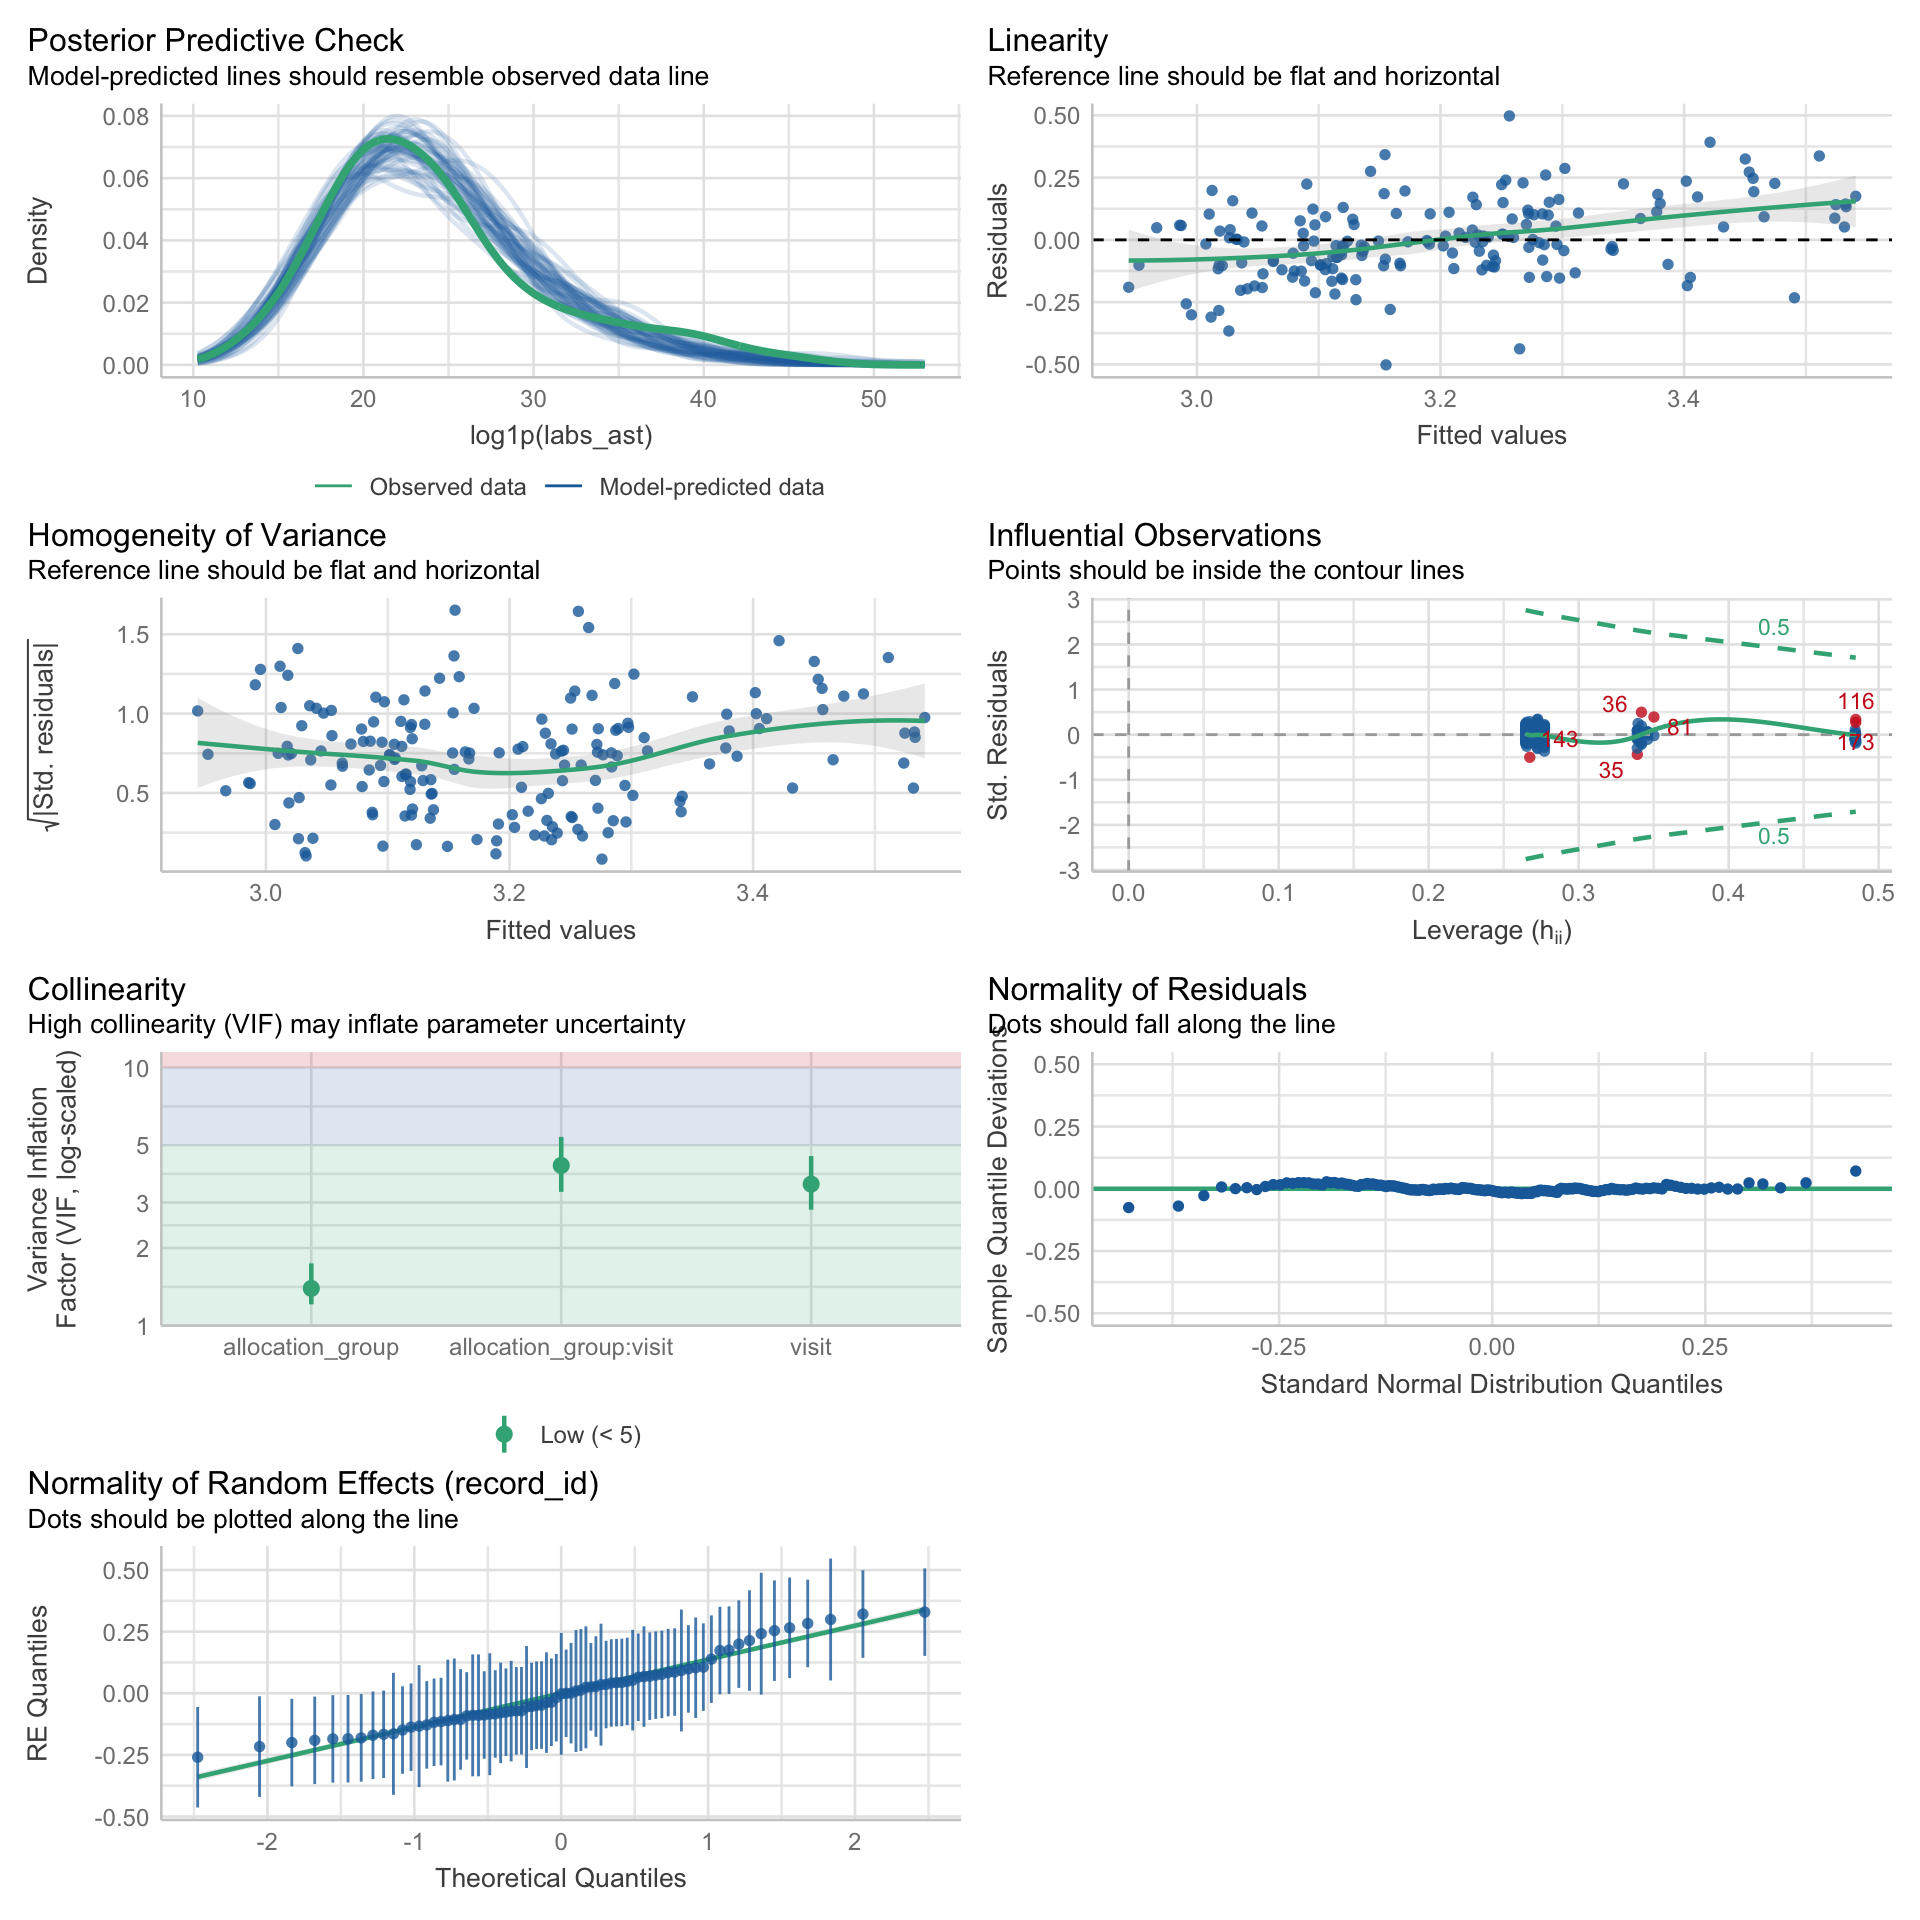 Posterior Predictive Check
Model-predicted lines should resemble observed data line
Density
0.08
0.06
0.04
0.02
0.00
10
20
30
40
50
log1p(labs_ast)
Observed data
Model-predicted data
Linearity
Reference line should be flat and horizontal
Residuals
0.50
0.25
0.00
-0.25
-0.50
3.0
3.2
3.4
Fitted values
Homogeneity of Variance
Reference line should be flat and horizontal
√|Std. residuals|
1.5
1.0
0.5
3.0
3.2
3.4
Fitted values
Influential Observations
Points should be inside the contour lines
Std. Residuals
3
2
1
0
-1
-2
-3
0.5
36
116
81
143
173
35
0.5
0.0
0.1
0.2
0.3
0.4
0.5
Leverage (hii)
Collinearity
High collinearity (VIF) may inflate parameter uncertainty
Variance Inflation
Factor (VIF, log-scaled)
10
5
3
2
1
allocation_group
allocation_group:visit
visit
Low (< 5)
Normality of Residuals
Dots should fall along the line
Sample Quantile Deviations
0.50
0.25
0.00
-0.25
-0.50
-0.25
0.00
0.25
Standard Normal Distribution Quantiles
Normality of Random Effects (record_id)
Dots should be plotted along the line
RE Quantiles
0.50
0.25
0.00
-0.25
-0.50
-2
-1
0
1
2
Theoretical Quantiles